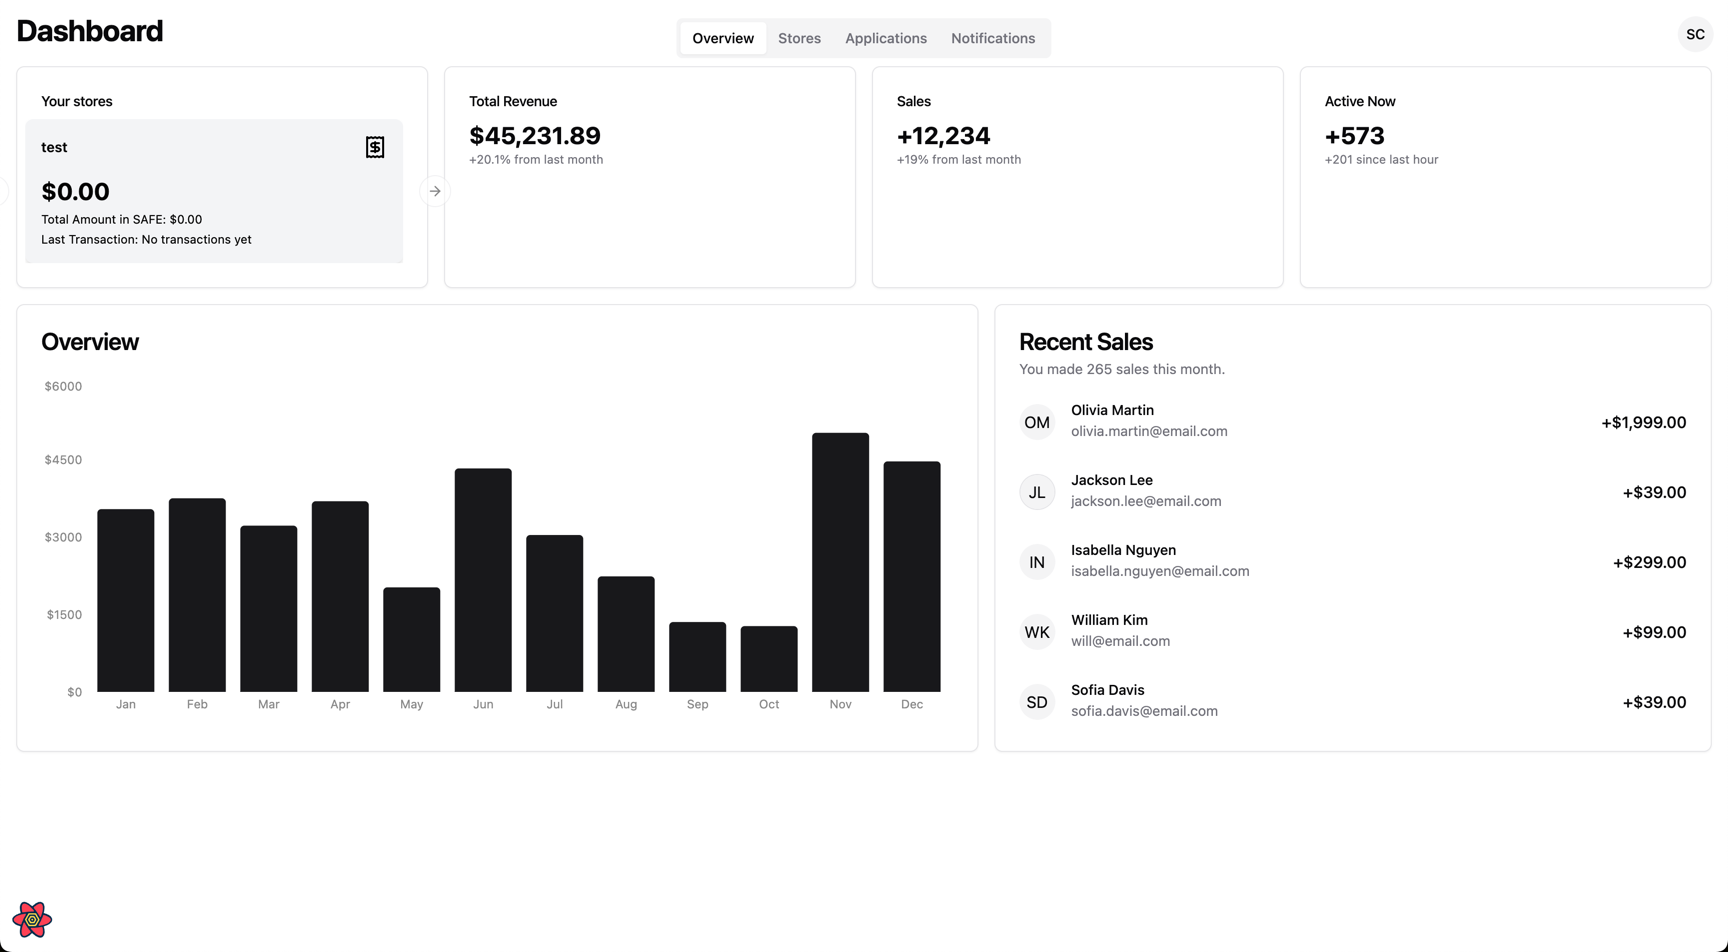 Dashboard
Overview
Stores
Applications
Notifications
SC
Your stores
test
$0.00
Total Amount in SAFE: $0.00
Last Transaction: No transactions yet
Total Revenue
$45,231.89
+20.1% from last month
Sales
+12,234
+19% from last month
Active Now
+573
+201 since last hour
Overview
$6000
$4500
$3000
$1500
$0
Jan Feb Mar Apr May Jun Jul Aug Sep Oct Nov Dec
Recent Sales
You made 265 sales this month.
OM
Olivia Martin
olivia.martin@email.com
+$1,999.00
JL
Jackson Lee
jackson.lee@email.com
+$39.00
IN
Isabella Nguyen
isabella.nguyen@email.com
+$299.00
WK
William Kim
will@email.com
+$99.00
SD
Sofia Davis
sofia.davis@email.com
+$39.00